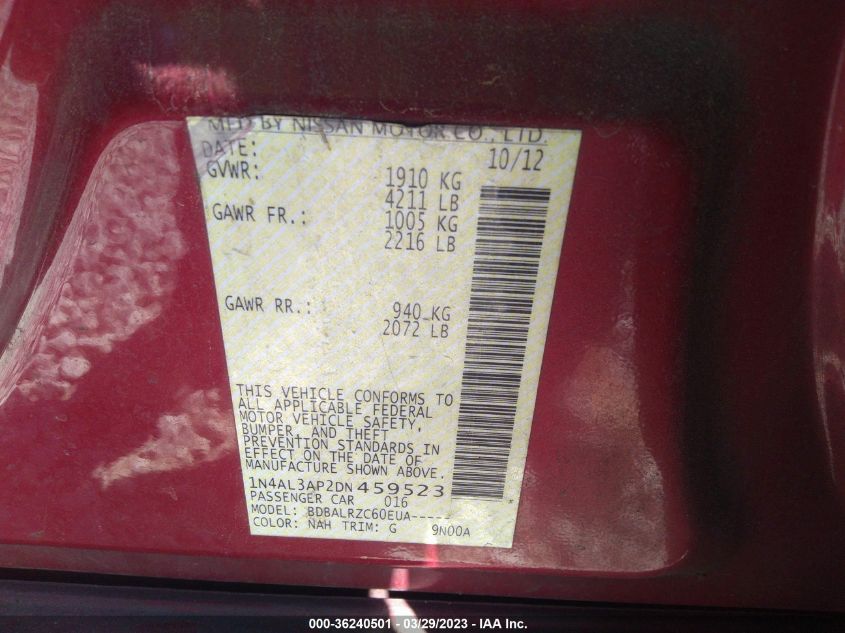 MFD BY NISSAN MOTOR CO., LTD.
DATE: 10/12
GVWR: 1910 KG
4211 LB
GAWR FR.: 1005 KG
2216 LB
GAWR RR.: 940 KG
2072 LB
THIS VEHICLE CONFORMS TO
ALL APPLICABLE FEDERAL
MOTOR VEHICLE SAFETY,
BUMPER, AND THEFT
PREVENTION STANDARDS IN
EFFECT ON THE DATE OF
MANUFACTURE SHOWN ABOVE.
1N4AL3AP2DN459523
PASSENGER CAR 016
MODEL: BDBALRZC60EUA-----
COLOR: NAH TRIM: G 9N00A
000-36240501 - 03/29/2023 - IAA Inc.